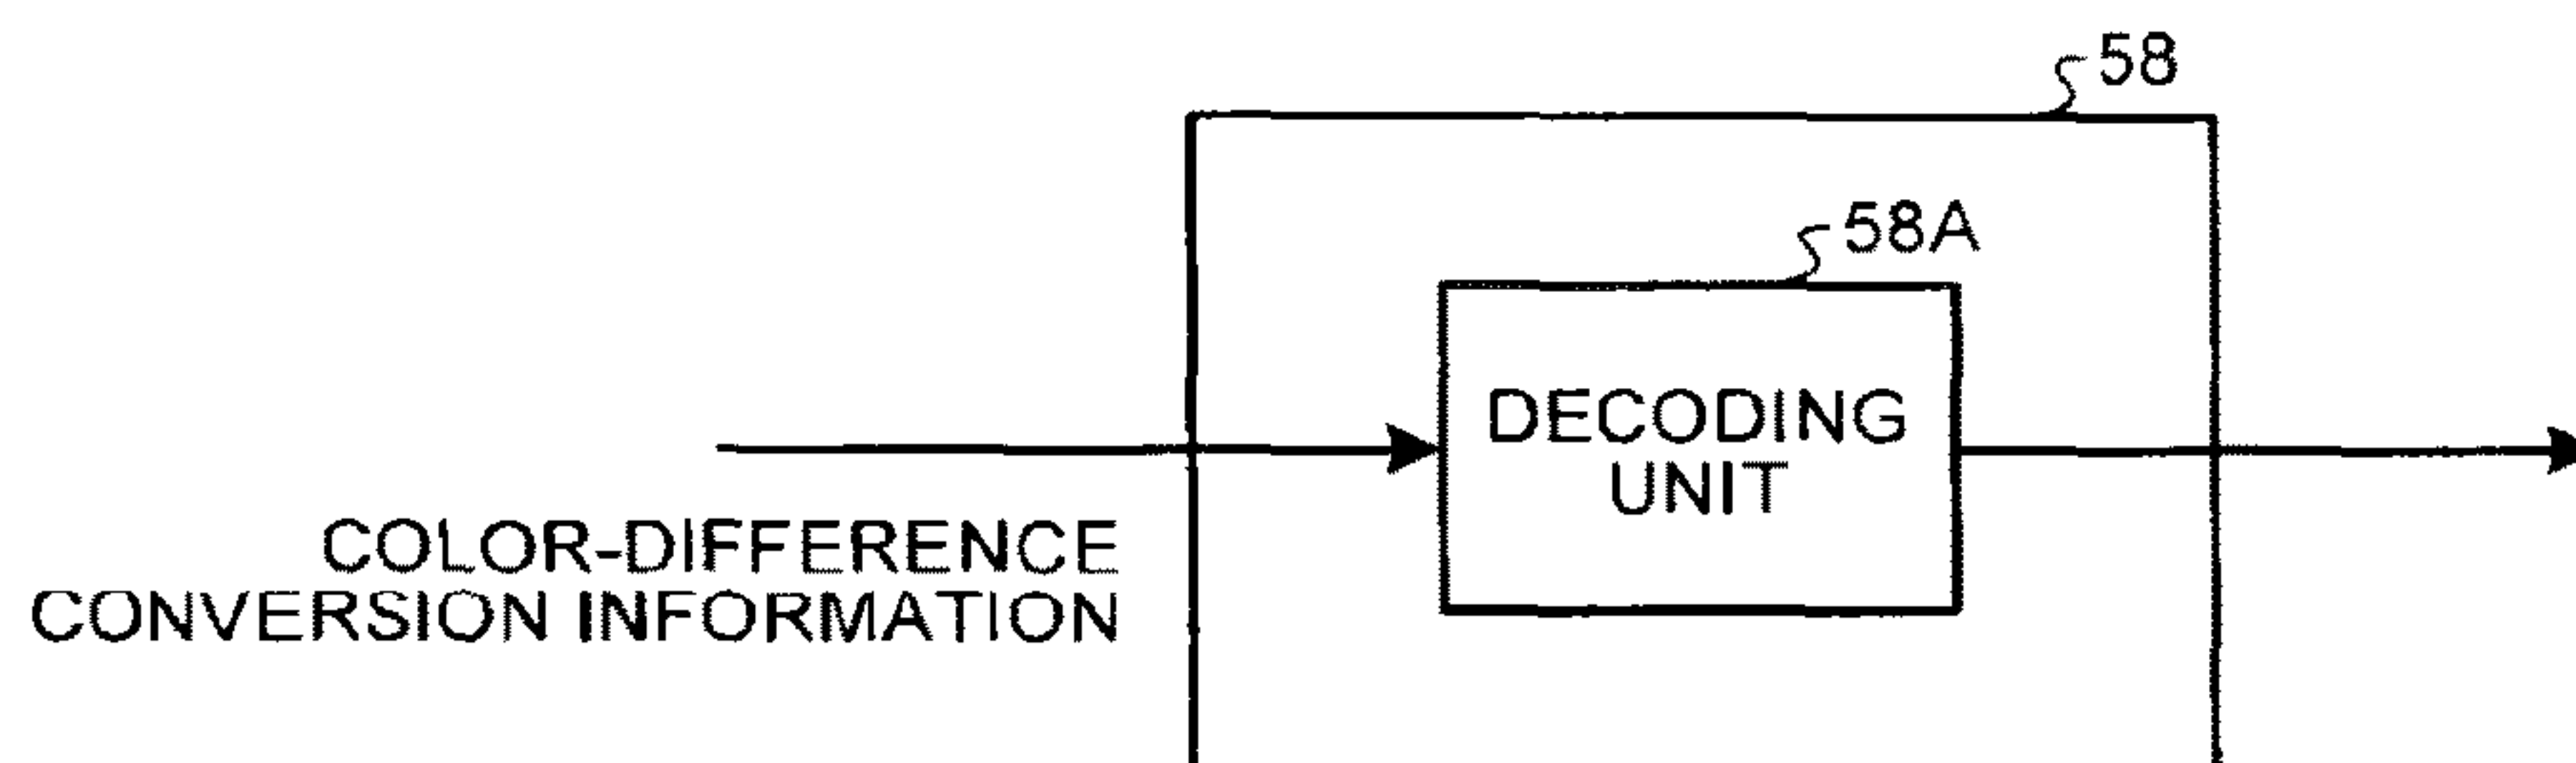 58
58A
DECODING
UNIT
COLOR-DIFFERENCE
CONVERSION INFORMATION